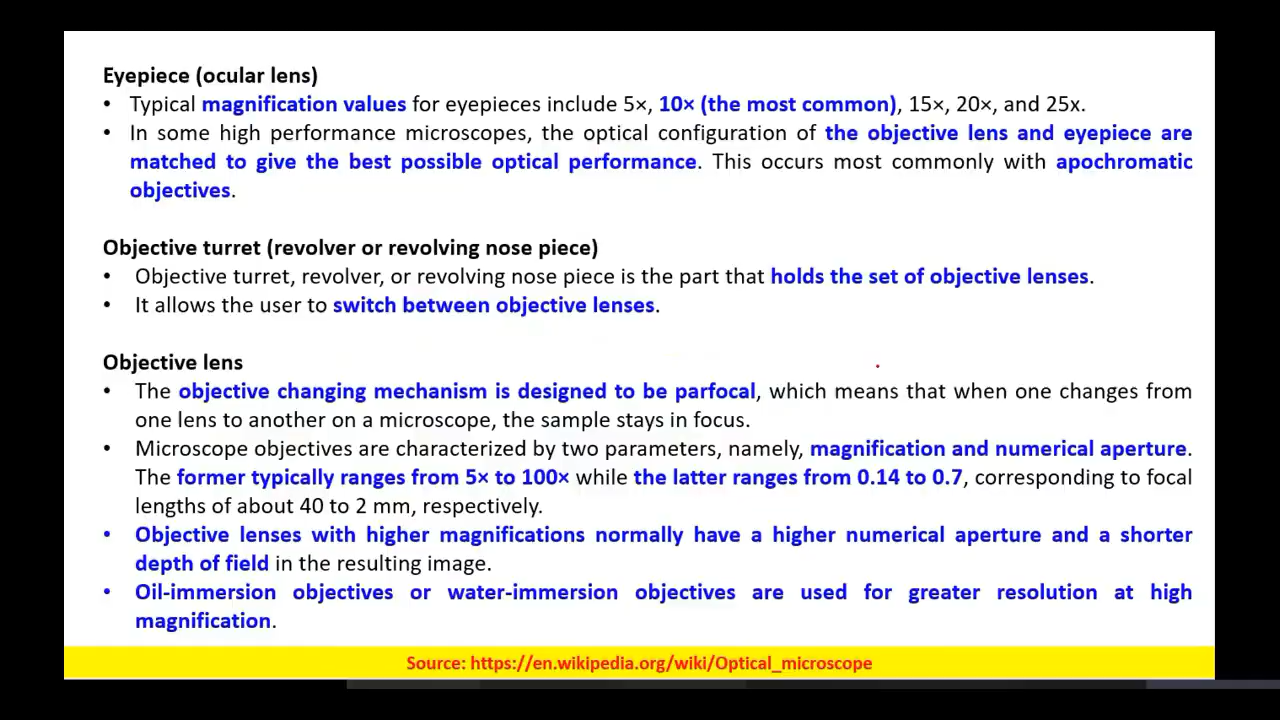 Eyepiece (ocular lens)
• Typical magnification values for eyepieces include 5×, 10× (the most common), 15×, 20×, and 25x.
• In some high performance microscopes, the optical configuration of the objective lens and eyepiece are
matched to give the best possible optical performance. This occurs most commonly with apochromatic
objectives.
Objective turret (revolver or revolving nose piece)
• Objective turret, revolver, or revolving nose piece is the part that holds the set of objective lenses.
• It allows the user to switch between objective lenses.
Objective lens
• The objective changing mechanism is designed to be parfocal, which means that when one changes from
one lens to another on a microscope, the sample stays in focus.
• Microscope objectives are characterized by two parameters, namely, magnification and numerical aperture.
The former typically ranges from 5× to 100× while the latter ranges from 0.14 to 0.7, corresponding to focal
lengths of about 40 to 2 mm, respectively.
• Objective lenses with higher magnifications normally have a higher numerical aperture and a shorter
depth of field in the resulting image.
• Oil-immersion objectives or water-immersion objectives are used for greater resolution at high
magnification.
Source: https://en.wikipedia.org/wiki/Optical_microscope